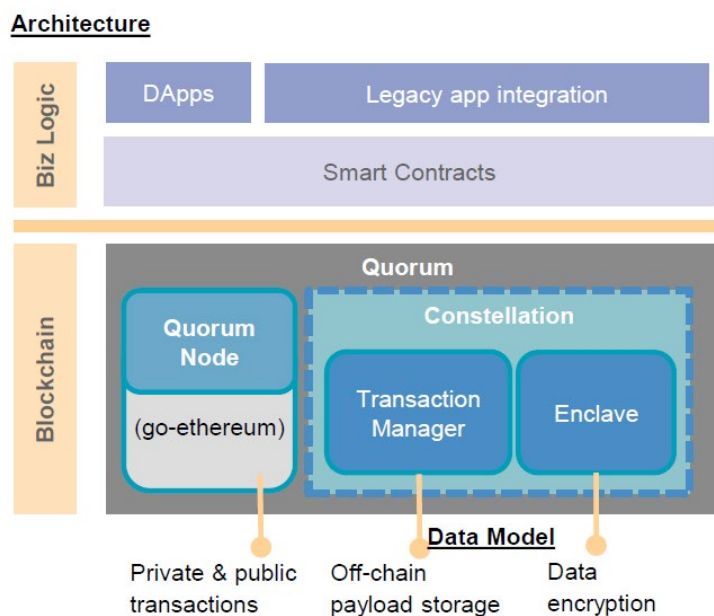 Architecture
Biz Logic
DApps
Legacy app integration
Smart Contracts
Blockchain
Quorum
Quorum
Node
(go-ethereum)
Constellation
Transaction
Manager
Enclave
Data Model
Private & public
transactions
Off-chain
payload storage
Data
encryption